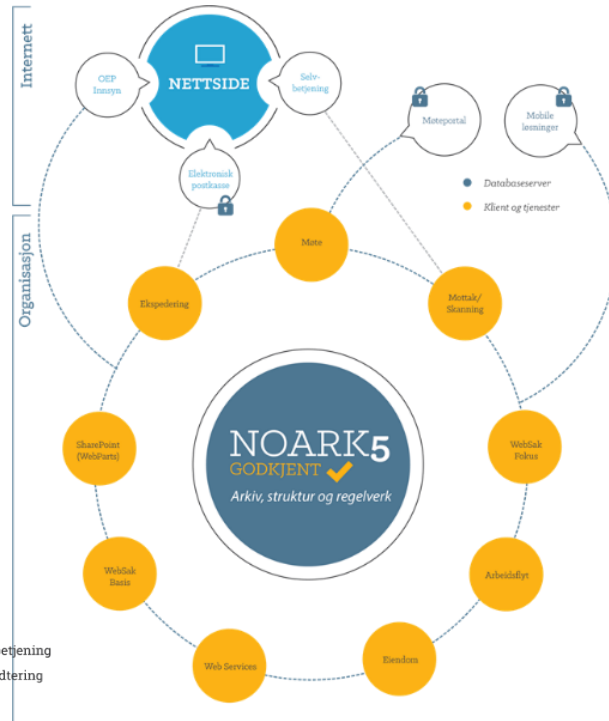 Internett
OEP
Innsyn
NETTSIDE
Selv-
betjening
Elektronisk
postkasse
Møteportal
Mobile
løsninger
Databaseserver
Klient og tjenester
Organisasjon
Møte
Ekspedering
Mottak/
Skanning
NOARK5
GODKJENT
Arkiv, struktur og regelverk
SharePoint
(WebParts)
WebSak
Fokus
WebSak
Basis
Arbeidsflyt
Web Services
Eiendom
etjening
dtering